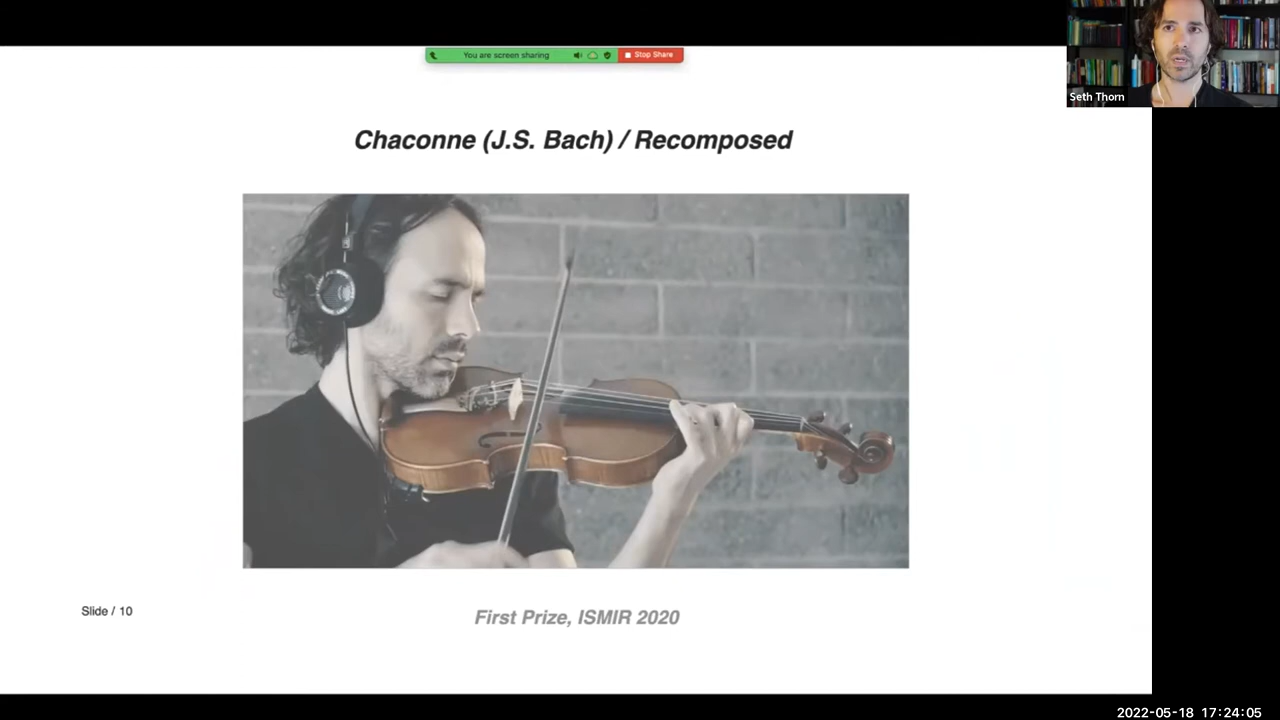 You are screen sharing
Stop Share
Seth Thorn
Chaconne (J.S. Bach) / Recomposed
Slide / 10
First Prize, ISMIR 2020
2022-05-18 17:24:05